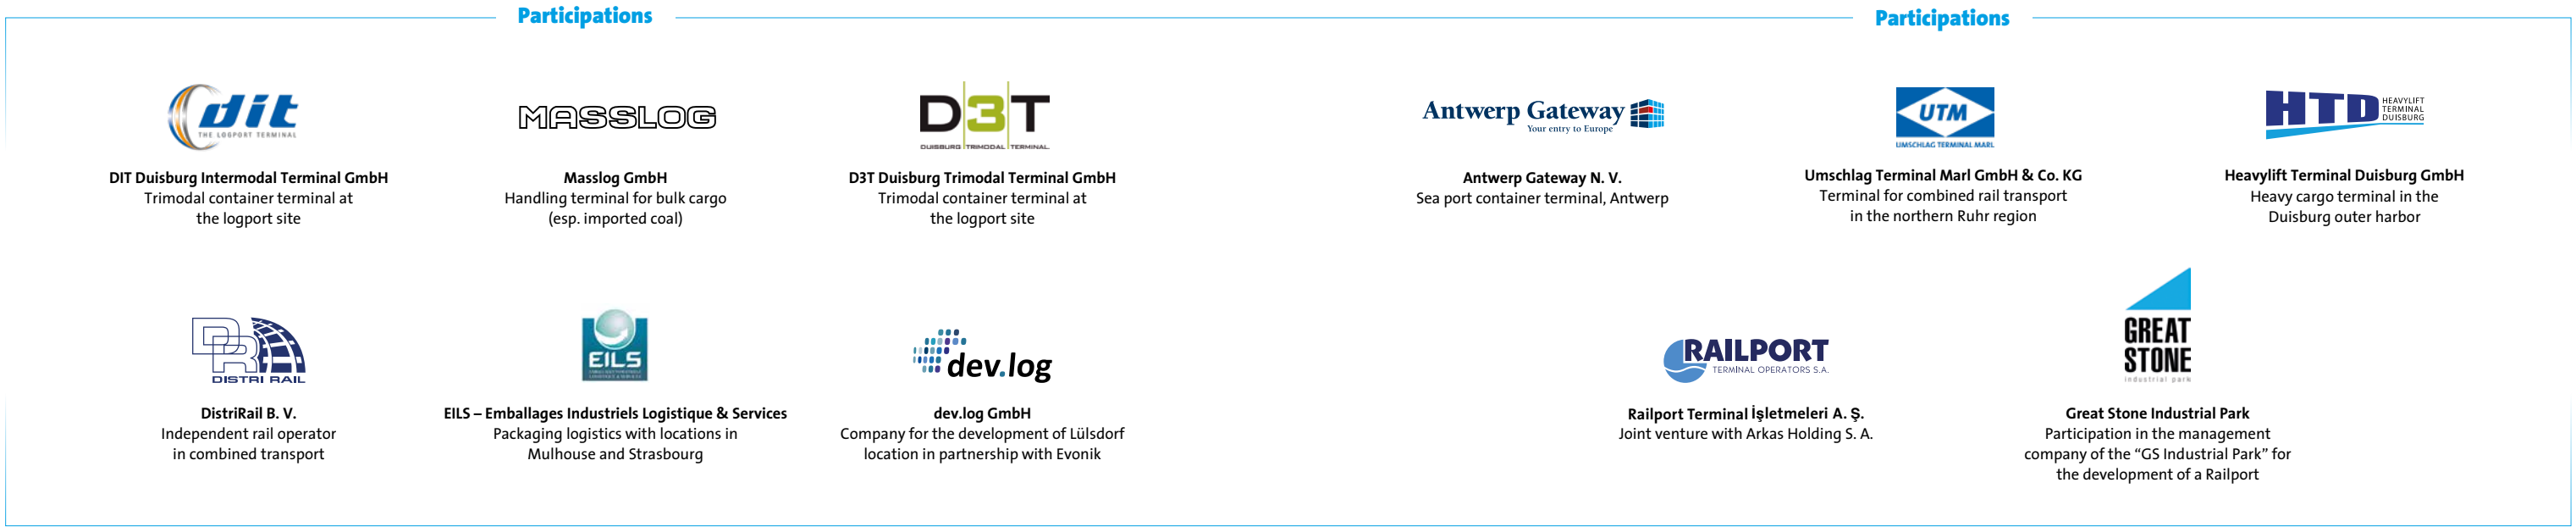 Participations
Participations
dit
THE LOGPORT TERMINAL
DIT Duisburg Intermodal Terminal GmbH
Trimodal container terminal at
the logport site
MASSLOG
Masslog GmbH
Handling terminal for bulk cargo
(esp. imported coal)
D3T
DUISBURG TRIMODAL TERMINAL
D3T Duisburg Trimodal Terminal GmbH
Trimodal container terminal at
the logport site
Antwerp Gateway
Your entry to Europe
Antwerp Gateway N. V.
Sea port container terminal, Antwerp
UTM
UMSCHLAG TERMINAL MARL
Umschlag Terminal Marl GmbH & Co. KG
Terminal for combined rail transport
in the northern Ruhr region
HTD
HEAVYLIFT
TERMINAL
DUISBURG
Heavylift Terminal Duisburg GmbH
Heavy cargo terminal in the
Duisburg outer harbor
DR
DISTRI RAIL
DistriRail B. V.
Independent rail operator
in combined transport
EILS
EILS – Emballages Industriels Logistique & Services
Packaging logistics with locations in
Mulhouse and Strasbourg
dev.log
dev.log GmbH
Company for the development of Lülsdorf
location in partnership with Evonik
RAILPORT
TERMINAL OPERATORS S.A.
Railport Terminal İşletmeleri A. Ş.
Joint venture with Arkas Holding S. A.
GREAT
STONE
industrial park
Great Stone Industrial Park
Participation in the management
company of the “GS Industrial Park” for
the development of a Railport